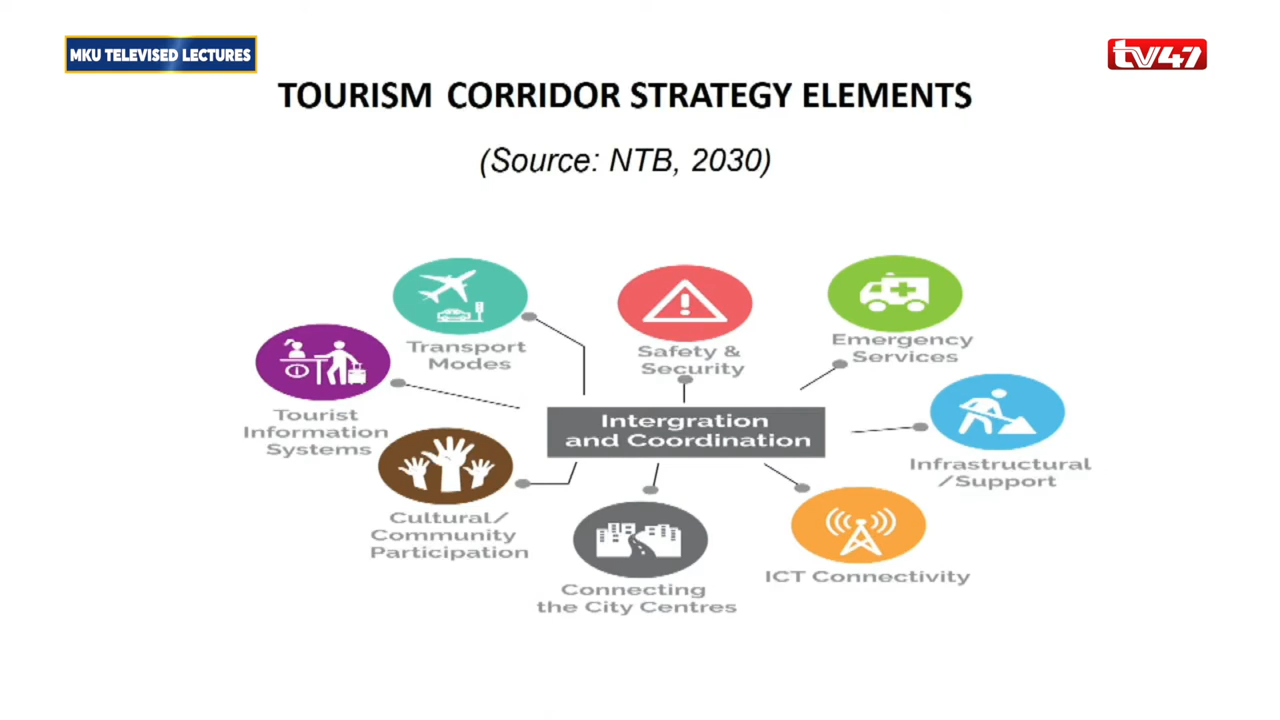 MKU TELEVISED LECTURES
tv47
TOURISM CORRIDOR STRATEGY ELEMENTS
(Source: NTB, 2030)
Transport
Modes
Safety &
Security
Emergency
Services
Tourist
Information
Systems
Intergration
and Coordination
Infrastructural
/Support
Cultural/
Community
Participation
Connecting
the City Centres
ICT Connectivity